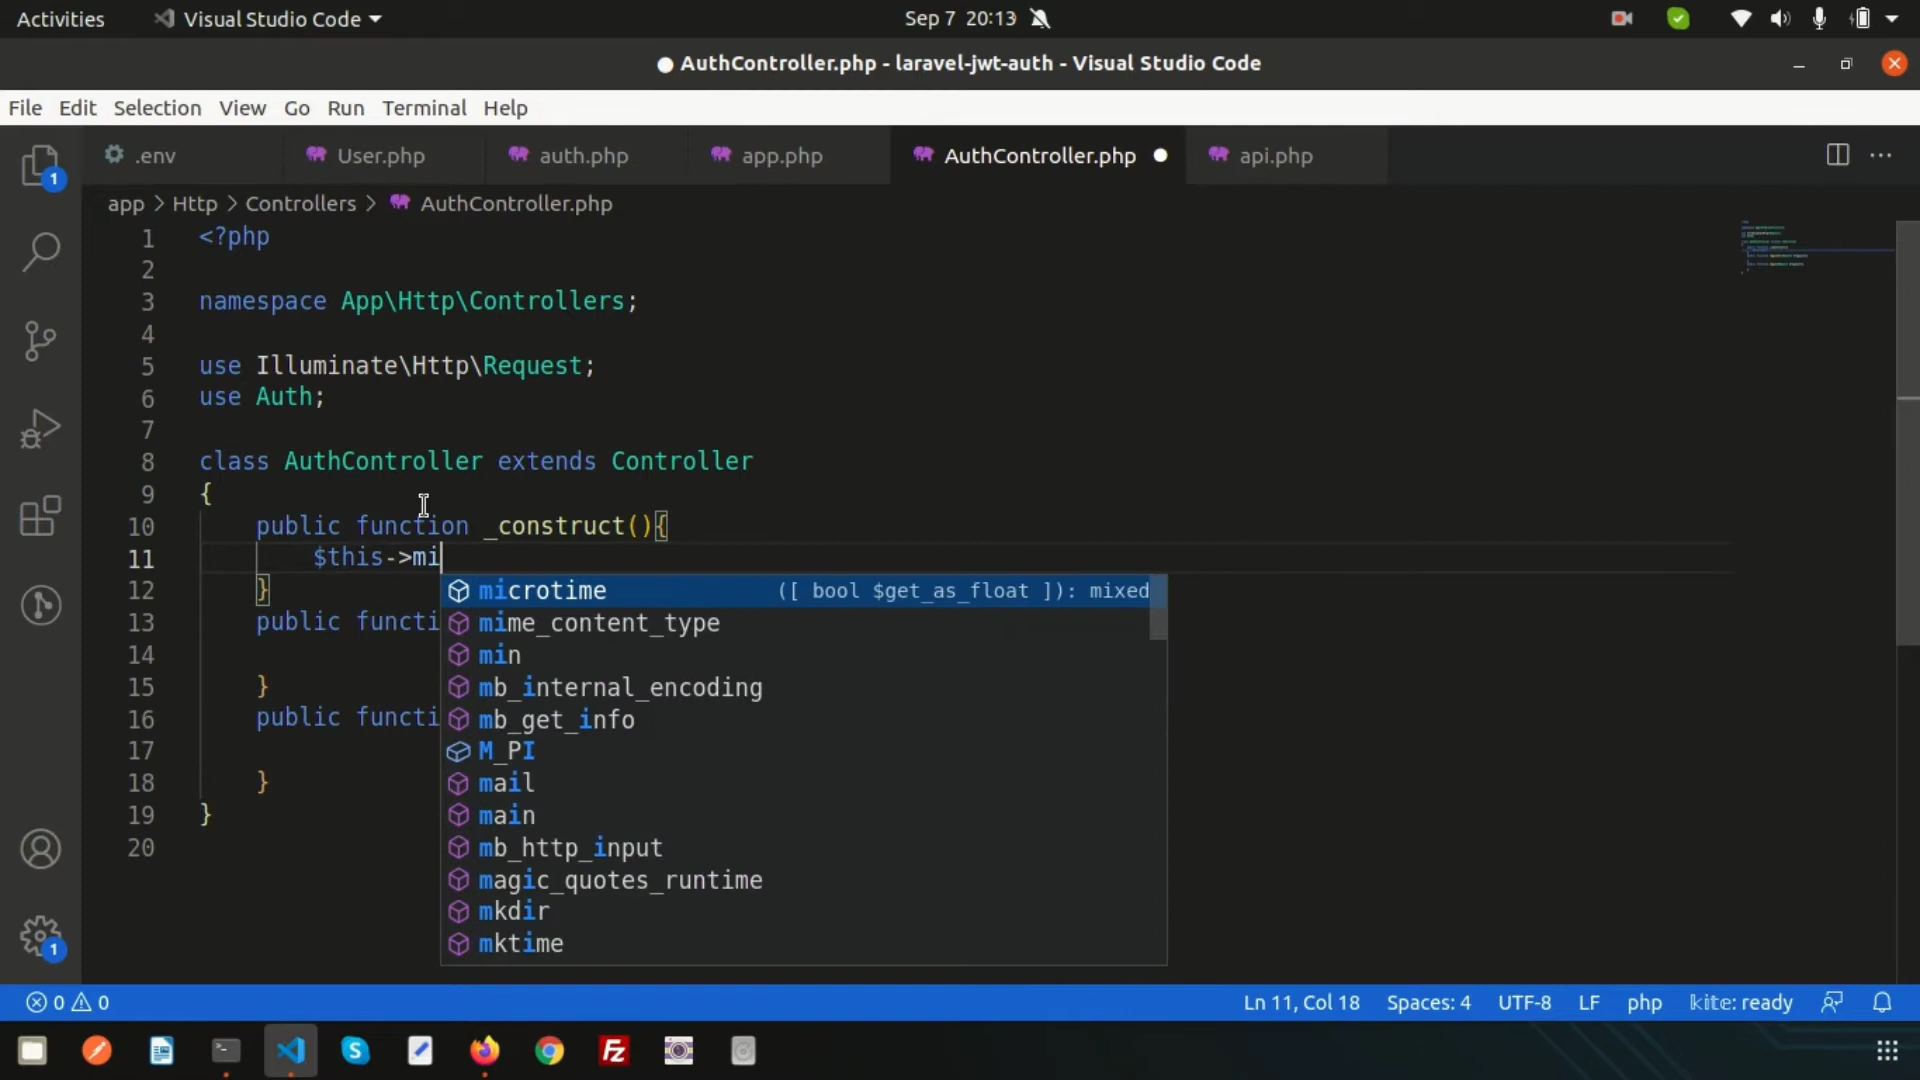 Activities Visual Studio Code Sep 7 20:13
AuthController.php - laravel-jwt-auth - Visual Studio Code
File Edit Selection View Go Run Terminal Help
.env User.php auth.php app.php AuthController.php api.php
app > Http > Controllers > AuthController.php
1 <?php
2
3 namespace App\Http\Controllers;
4
5 use Illuminate\Http\Request;
6 use Auth;
7
8 class AuthController extends Controller
9 {
10 public function _construct(){
11 $this->mi
12 }
microtime ([ bool $get_as_float ]): mixed
13 public functi
mime_content_type
14
min
15 }
mb_internal_encoding
16 public functi
mb_get_info
17
M_PI
18 }
mail
19 }
main
20
mb_http_input
magic_quotes_runtime
mkdir
mktime
1
1
0 0 Ln 11, Col 18 Spaces: 4 UTF-8 LF php kite: ready